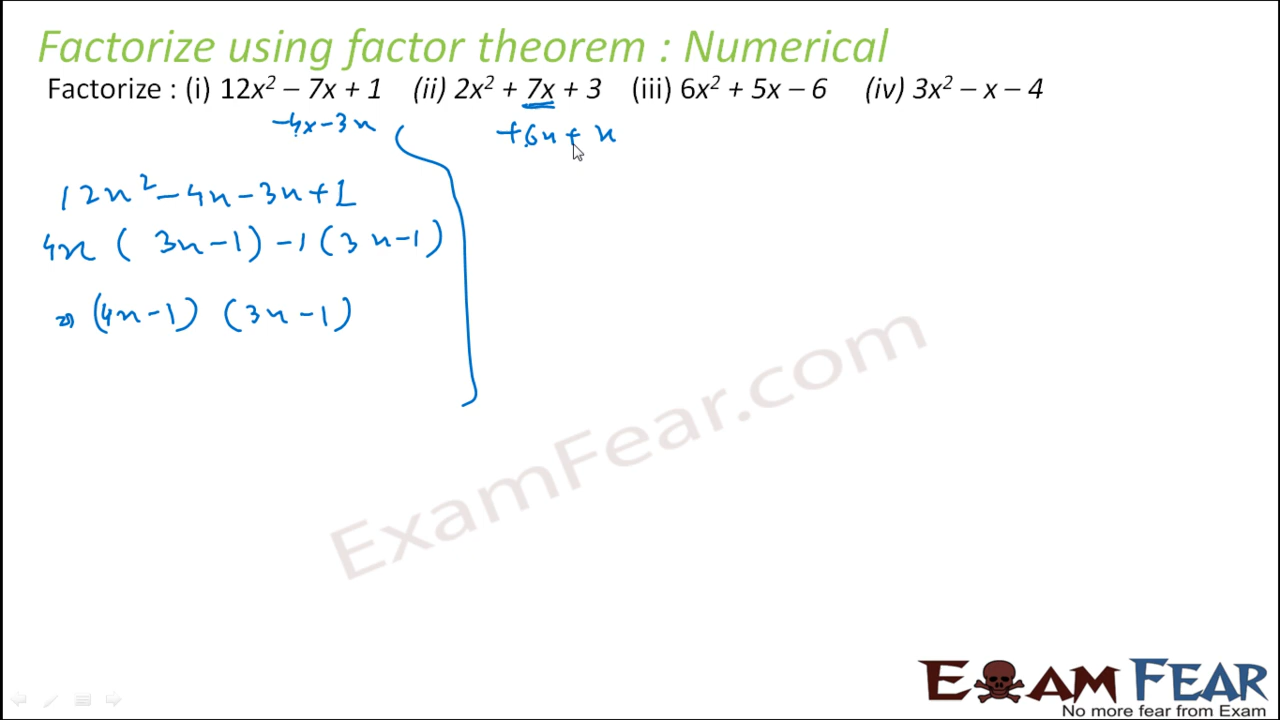 Factorize using factor theorem : Numerical
Factorize : (i) 12x² – 7x + 1 (ii) 2x² + 7x + 3 (iii) 6x² + 5x – 6 (iv) 3x² – x – 4
-4x-3x +6x+ x
12x²-4x-3x+1
4x ( 3x-1) -1(3x-1)
⇒ (4x-1) (3x-1)
ExamFear.com
EXAM FEAR
No more fear from Exam